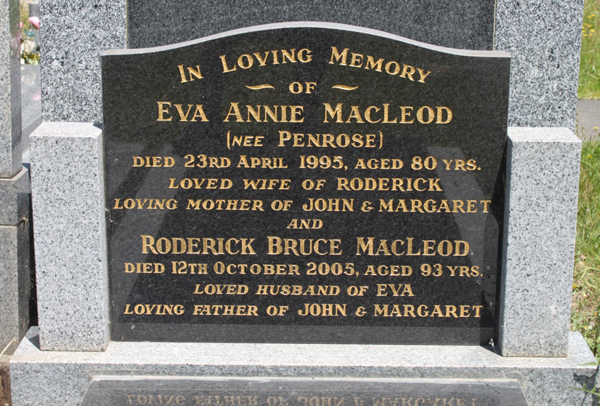 In Loving Memory
~ OF ~
Eva Annie MacLeod
(NEE PENROSE)
DIED 23RD APRIL 1995, AGED 80 YRS.
LOVED WIFE OF RODERICK
LOVING MOTHER OF JOHN & MARGARET
AND
RODERICK BRUCE MACLEOD
DIED 12TH OCTOBER 2005, AGED 93 YRS.
LOVED HUSBAND OF EVA
LOVING FATHER OF JOHN & MARGARET